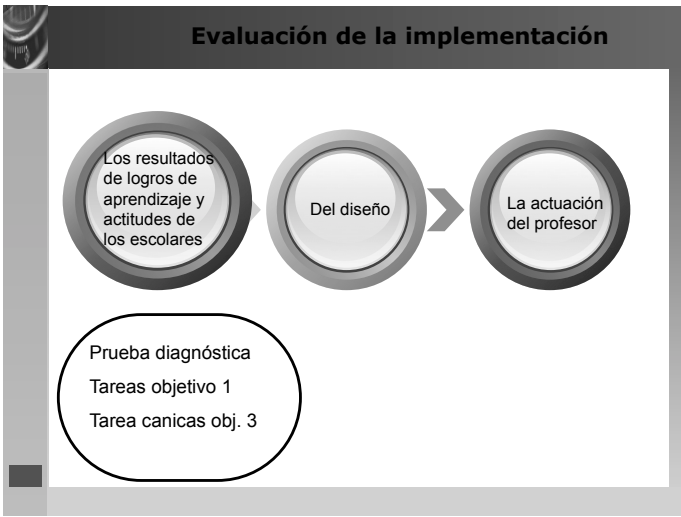 Evaluación de la implementación
Los resultados
de logros de
aprendizaje y
actitudes de
los escolares
Del diseño
La actuación
del profesor
Prueba diagnóstica
Tareas objetivo 1
Tarea canicas obj. 3